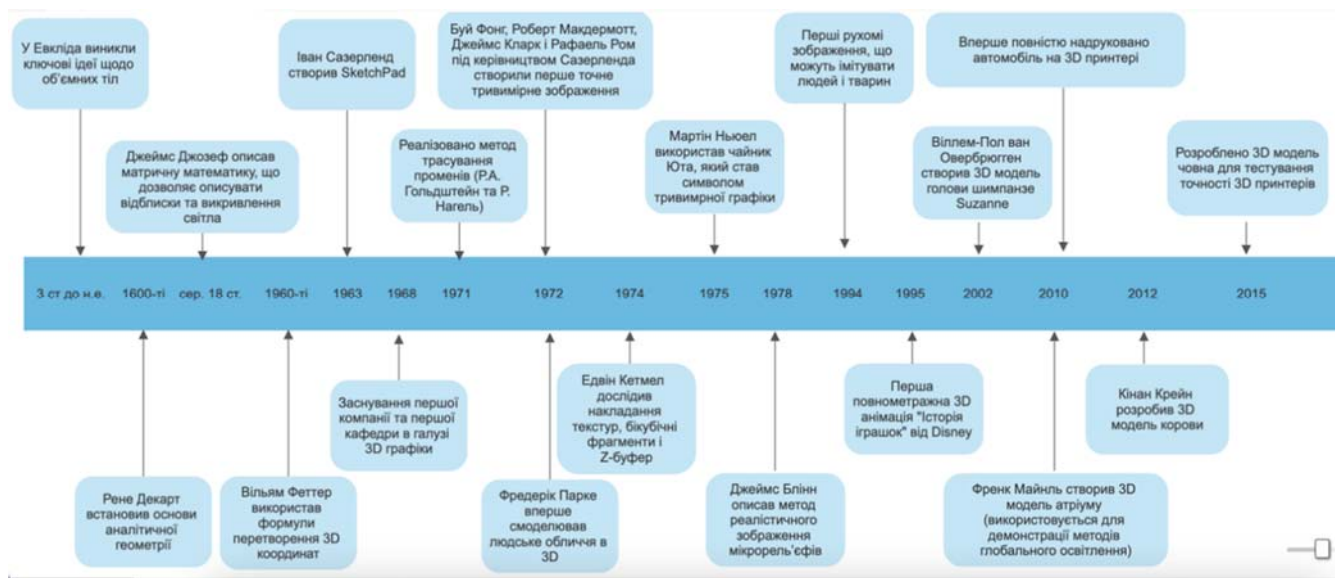 У Евкліда виникли
ключові ідеї щодо
об'ємних тіл
Іван Сазерленд
створив SketchPad
Буй Фонг, Роберт Макдермотт,
Джеймс Кларк і Рафаель Ром
під керівництвом Сазерленда
створили перше точне
тривимірне зображення
Перші рухомі
зображення, що
можуть імітувати
людей і тварин
Вперше повністю надруковано
автомобіль на 3D принтері
Джеймс Джозеф описав
матричну математику, що
дозволяє описувати
відблиски та викривлення
світла
Реалізовано метод
трасування
променів (Р.А.
Гольдштейн та Р.
Нагель)
Мартін Ньюел
використав чайник
Юта, який став
символом
тривимрної графіки
Віллем-Пол ван
Овербрюгген
створив 3D модель
голови шимпанзе
Suzanne
Розроблено 3D модель
човна для тестування
точності 3D принтерів
3 ст до н.е. 1600-ті сер. 18 ст. 1960-ті 1963 1968 1971 1972 1974 1975 1978 1994 1995 2002 2010 2012 2015
Рене Декарт
встановив основи
аналітичної
геометрії
Вільям Феттер
використав
формули
перетворення 3D
координат
Заснування першої
компанії та першої
кафедри в галузі
3D графіки
Фредерік Парке
вперше
смоделював
людське обличчя в
3D
Едвін Кетмел
дослідив
накладання
текстур, бікубічні
фрагменти і
Z-буфер
Джеймс Блінн
описав метод
реалістичного
зображення
мікрорель'єфів
Перша
повнометражна 3D
анімація "Історія
іграшок" від Disney
Френк Майнль створив 3D
модель атріуму
(використовується для
демонстрації методів
глобального освітлення)
Кінан Крейн
розробив 3D
модель корови